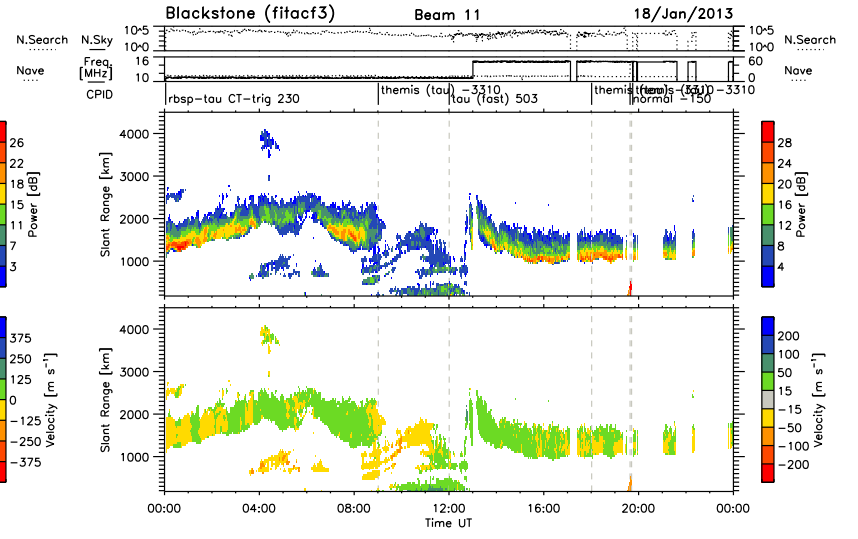 Blackstone (fitacf3) Beam 11 18/Jan/2013
N.Search N.Sky 10^5 10^5 N.Search
10^0 10^0
Nave Freq. [MHz] 16 60 Nave
10 0
CPID
themis (tau) -3310
rbsp-tau CT-trig 230
tau (fast) 503
themis
-3310
normal -150
Slant Range [km]
4000
3000
2000
1000
Power [dB]
26
22
18
15
11
7
3
Power [dB]
28
24
20
16
12
8
4
Slant Range [km]
4000
3000
2000
1000
Velocity [m s⁻¹]
375
250
125
0
-125
-250
-375
Velocity [m s⁻¹]
200
100
50
15
-15
-50
-100
-200
00:00 04:00 08:00 12:00 16:00 20:00 00:00
Time UT